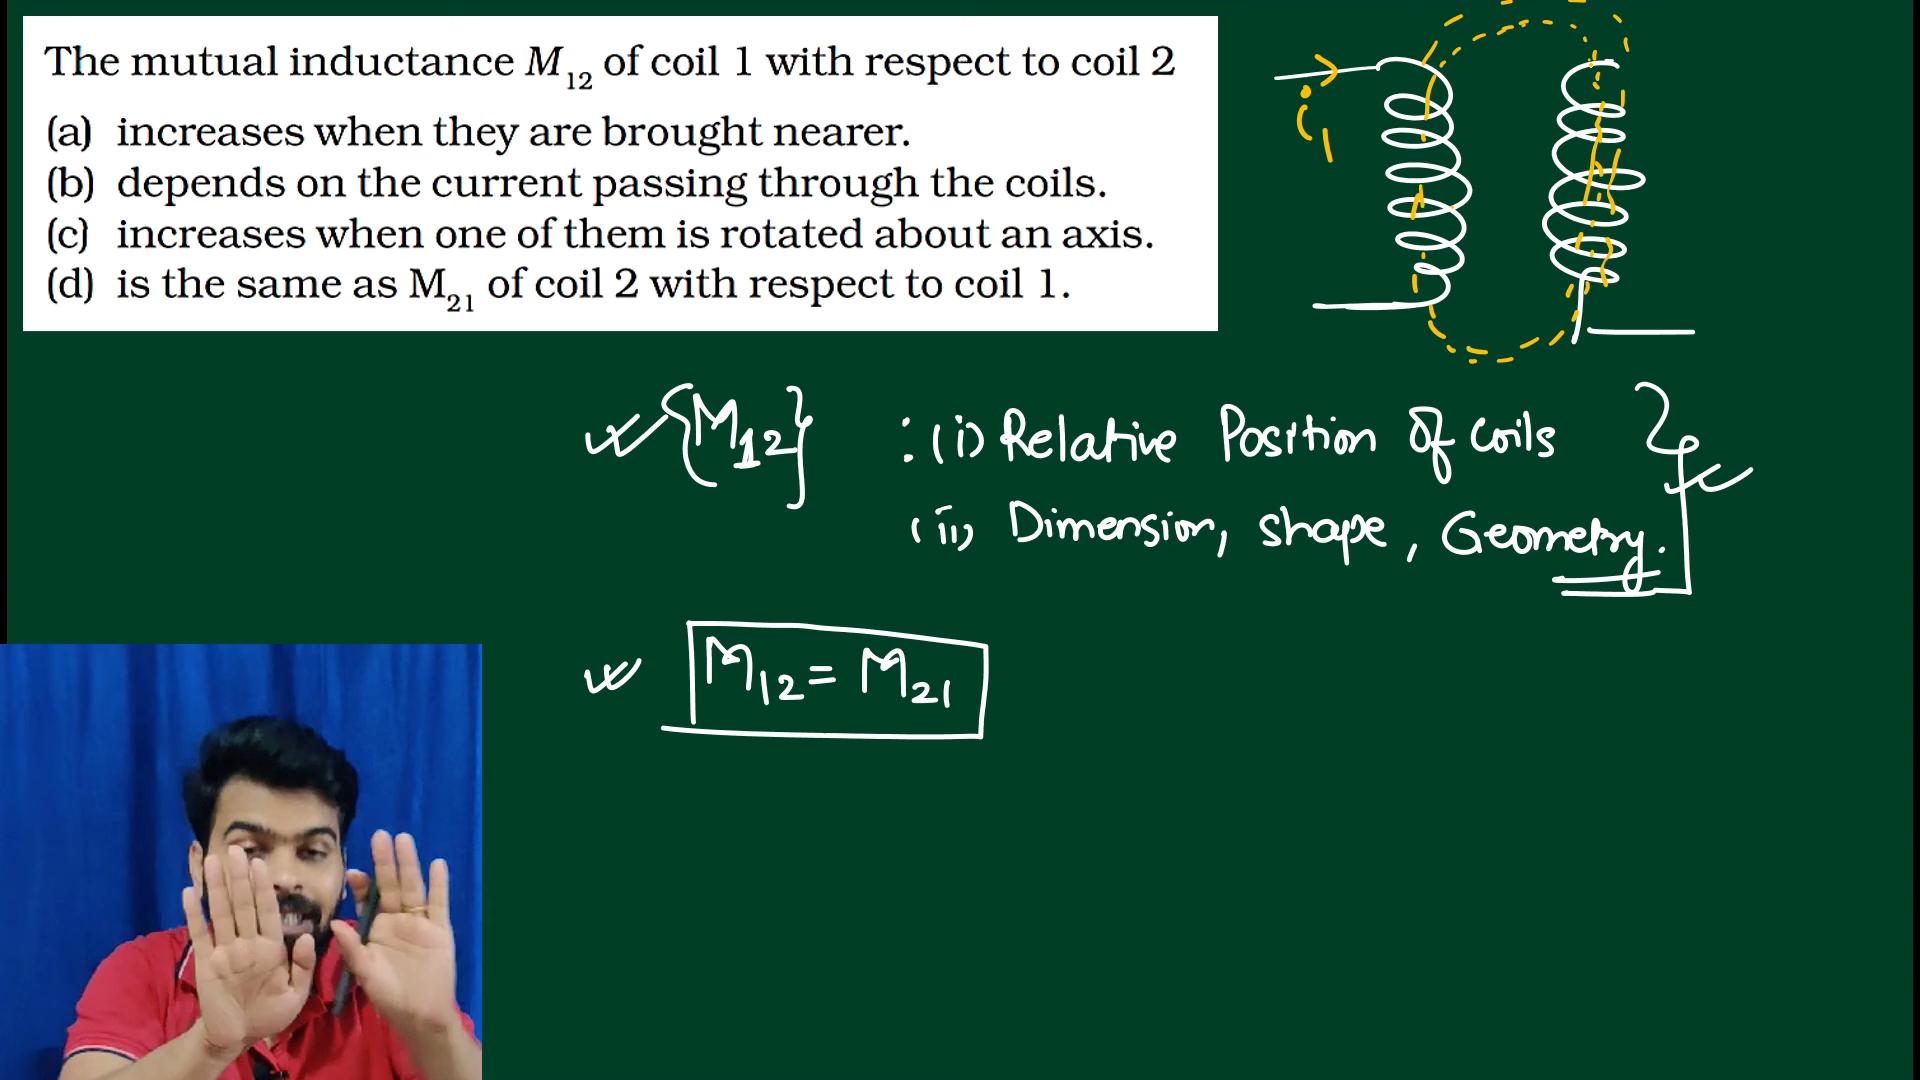 The mutual inductance M₁₂ of coil 1 with respect to coil 2
(a) increases when they are brought nearer.
(b) depends on the current passing through the coils.
(c) increases when one of them is rotated about an axis.
(d) is the same as M₂₁ of coil 2 with respect to coil 1.
i₁
{M₁₂} : (i) Relative Position of coils
(ii) Dimension, shape, Geometry.
M₁₂ = M₂₁